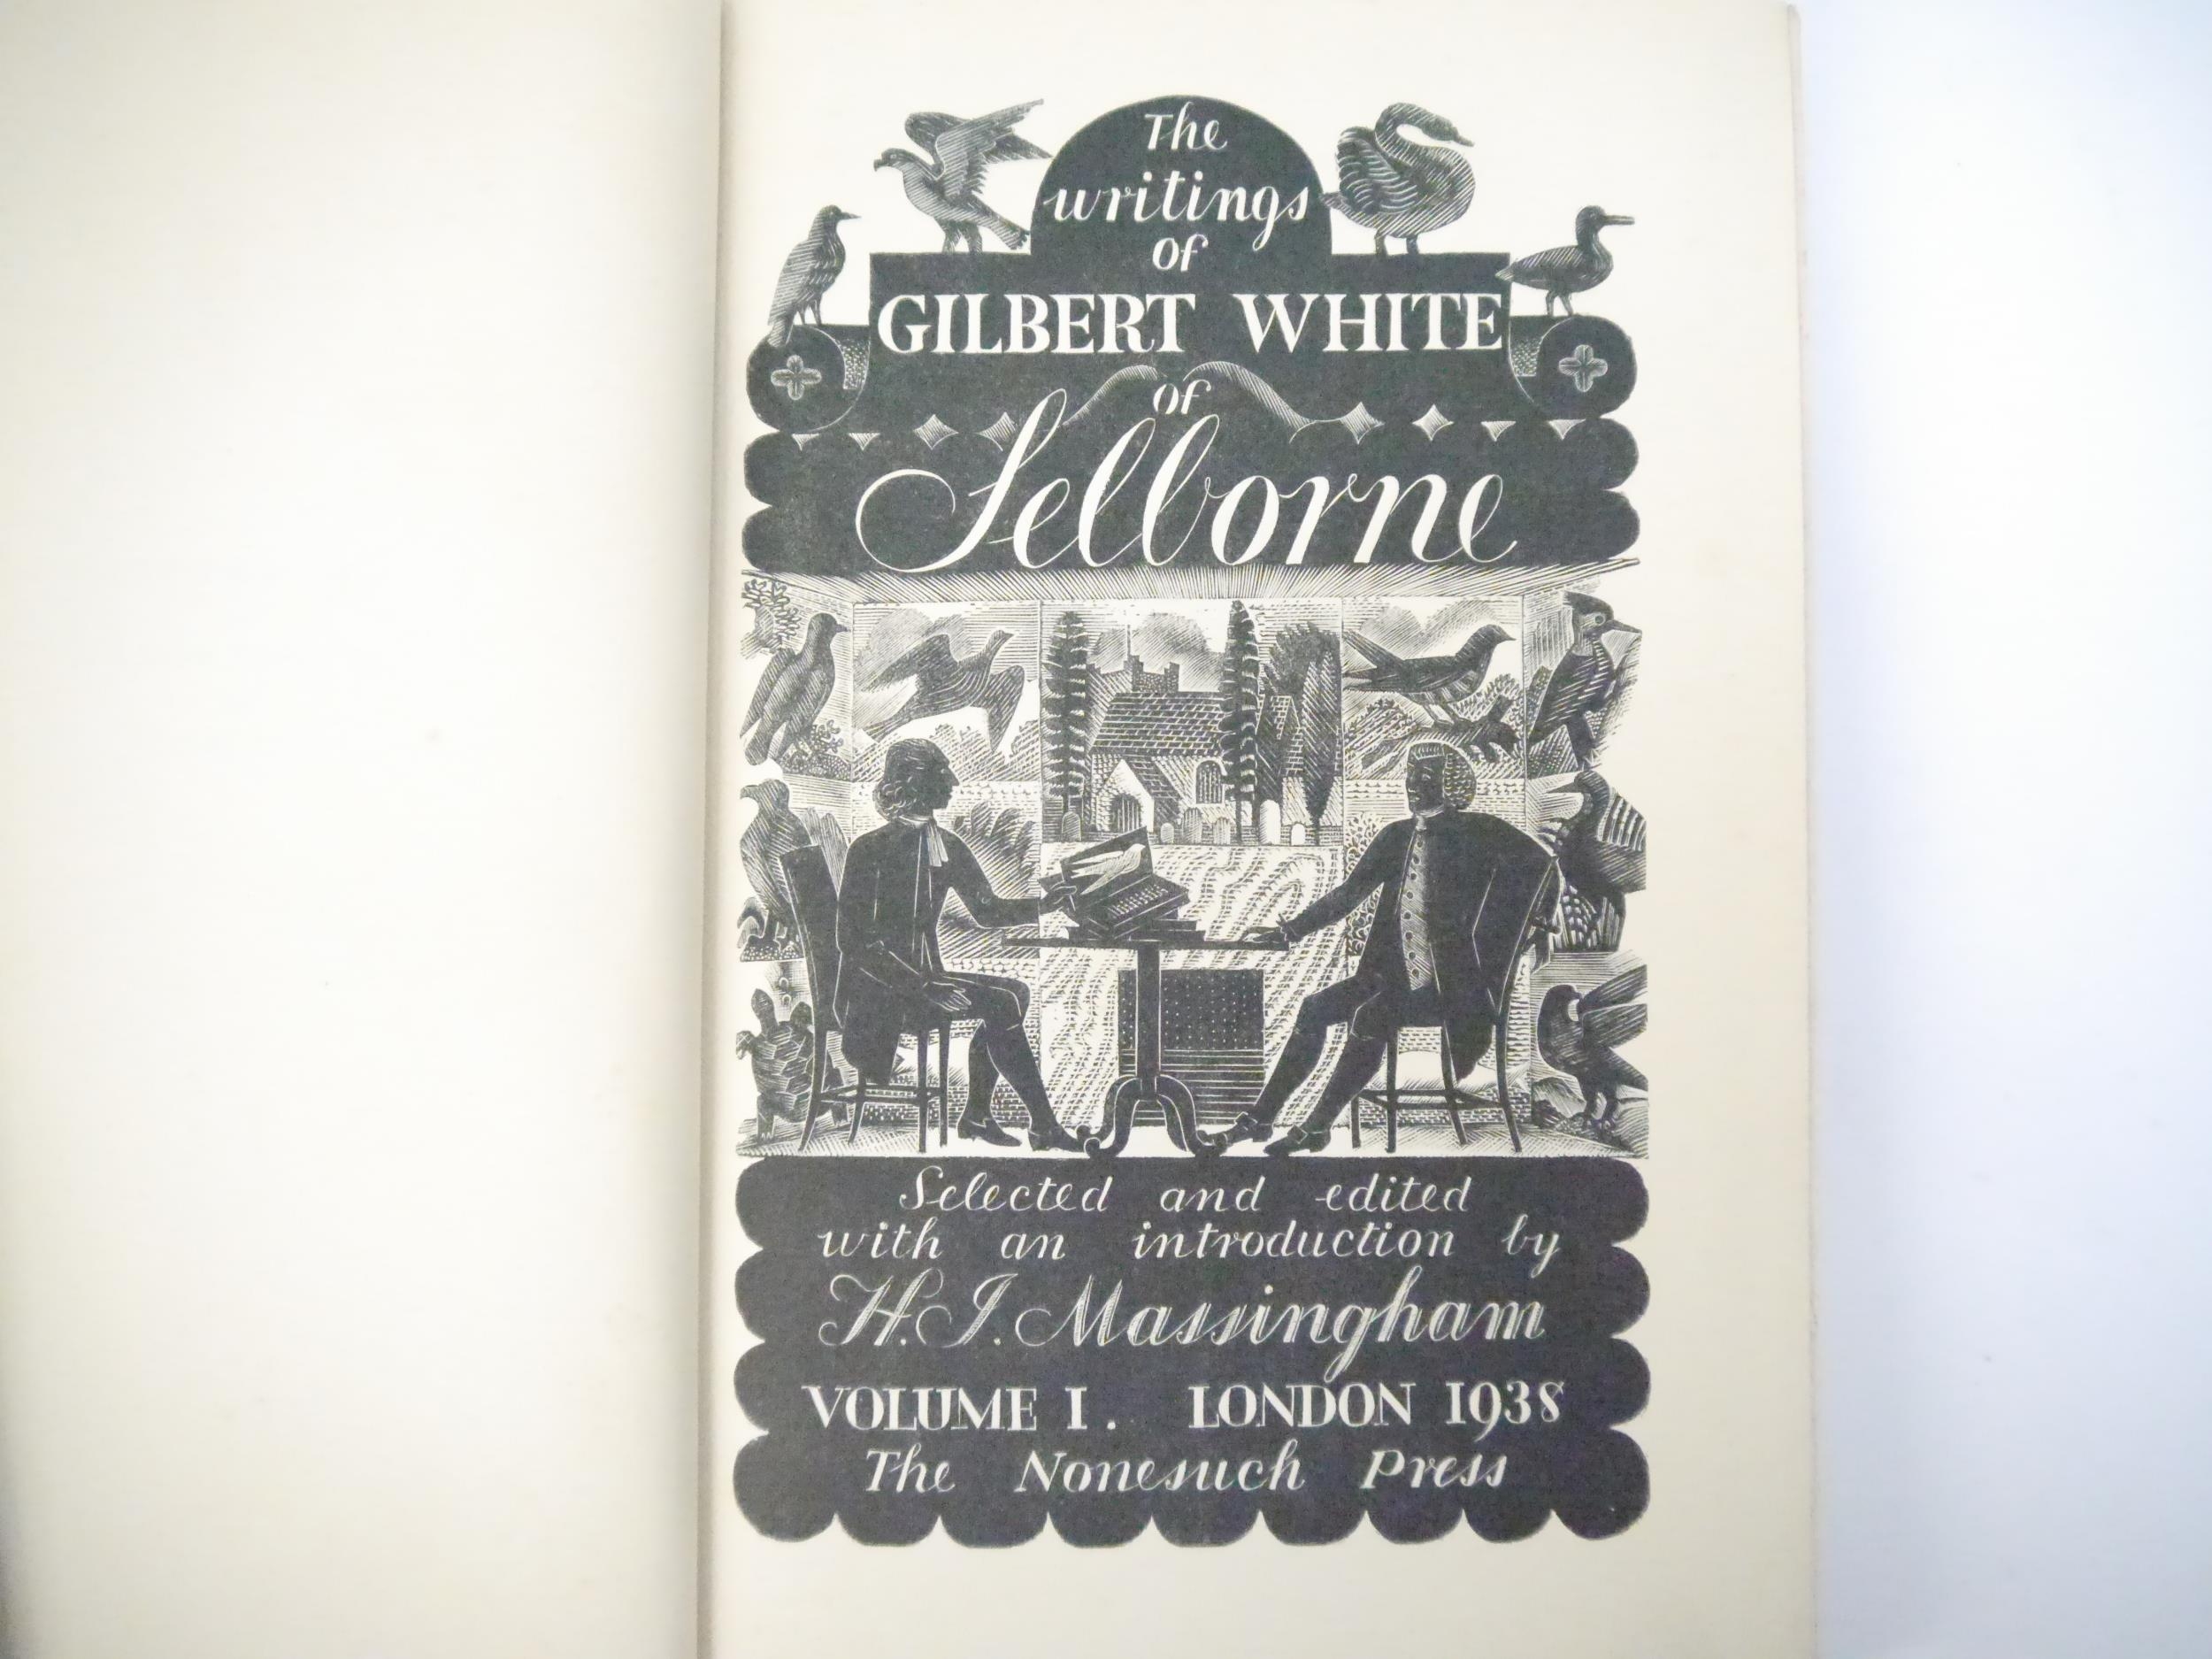 The
writings
of
GILBERT WHITE
of
Selborne
Selected and edited
with an introduction by
H. J. Massingham
VOLUME I. LONDON 1938
The Nonesuch Press